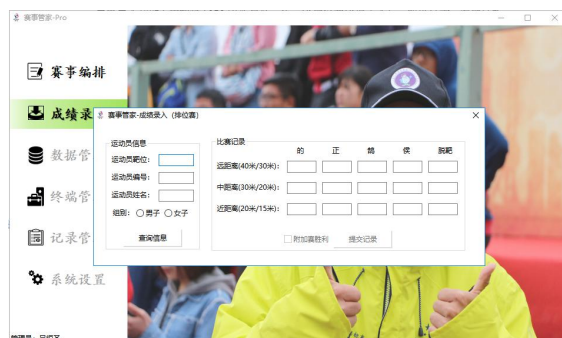 赛事管家-Pro
赛事编排
成绩录
赛事管家-成绩录入（排位赛）
运动员信息
运动员靶位：
运动员编号：
运动员姓名：
组别： 男子 女子
查询信息
比赛记录
的 正 鹄 侯 脱靶
远距离(40米/30米)：
中距离(30米/20米)：
近距离(20米/15米)：
附加赛胜利 提交记录
数据管
终端管
记录管
系统设置